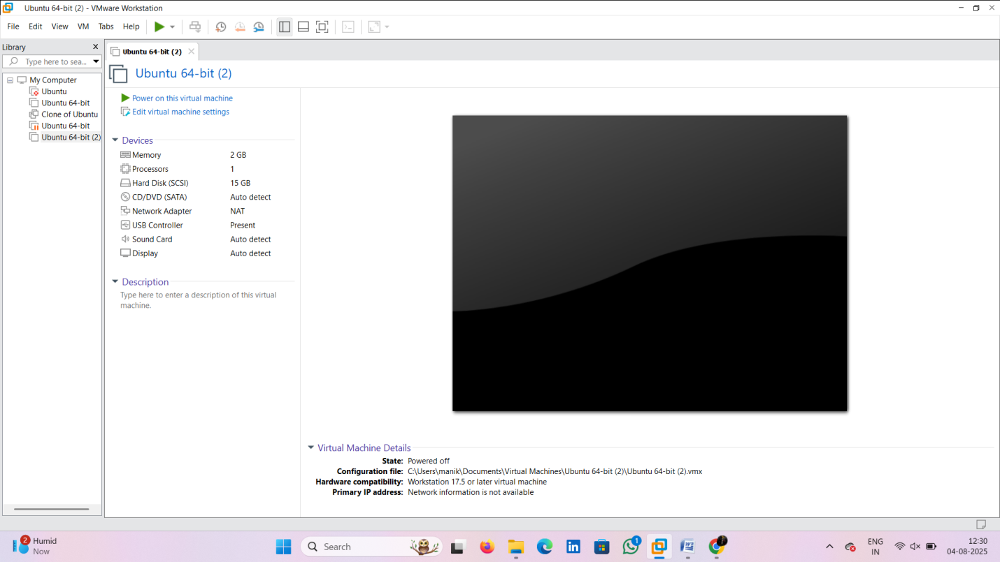 Ubuntu 64-bit (2) - VMware Workstation
File Edit View VM Tabs Help
Library
Type here to sea...
My Computer
Ubuntu
Ubuntu 64-bit
Clone of Ubuntu
Ubuntu 64-bit
Ubuntu 64-bit (2)
Ubuntu 64-bit (2)
Ubuntu 64-bit (2)
Power on this virtual machine
Edit virtual machine settings
Devices
Memory 2 GB
Processors 1
Hard Disk (SCSI) 15 GB
CD/DVD (SATA) Auto detect
Network Adapter NAT
USB Controller Present
Sound Card Auto detect
Display Auto detect
Description
Type here to enter a description of this virtual
machine.
Virtual Machine Details
State: Powered off
Configuration file: C:\Users\manik\Documents\Virtual Machines\Ubuntu 64-bit (2)\Ubuntu 64-bit (2).vmx
Hardware compatibility: Workstation 17.5 or later virtual machine
Primary IP address: Network information is not available
2
Humid
Now
Search
in
1
W
ENG
IN
12:30
04-08-2025